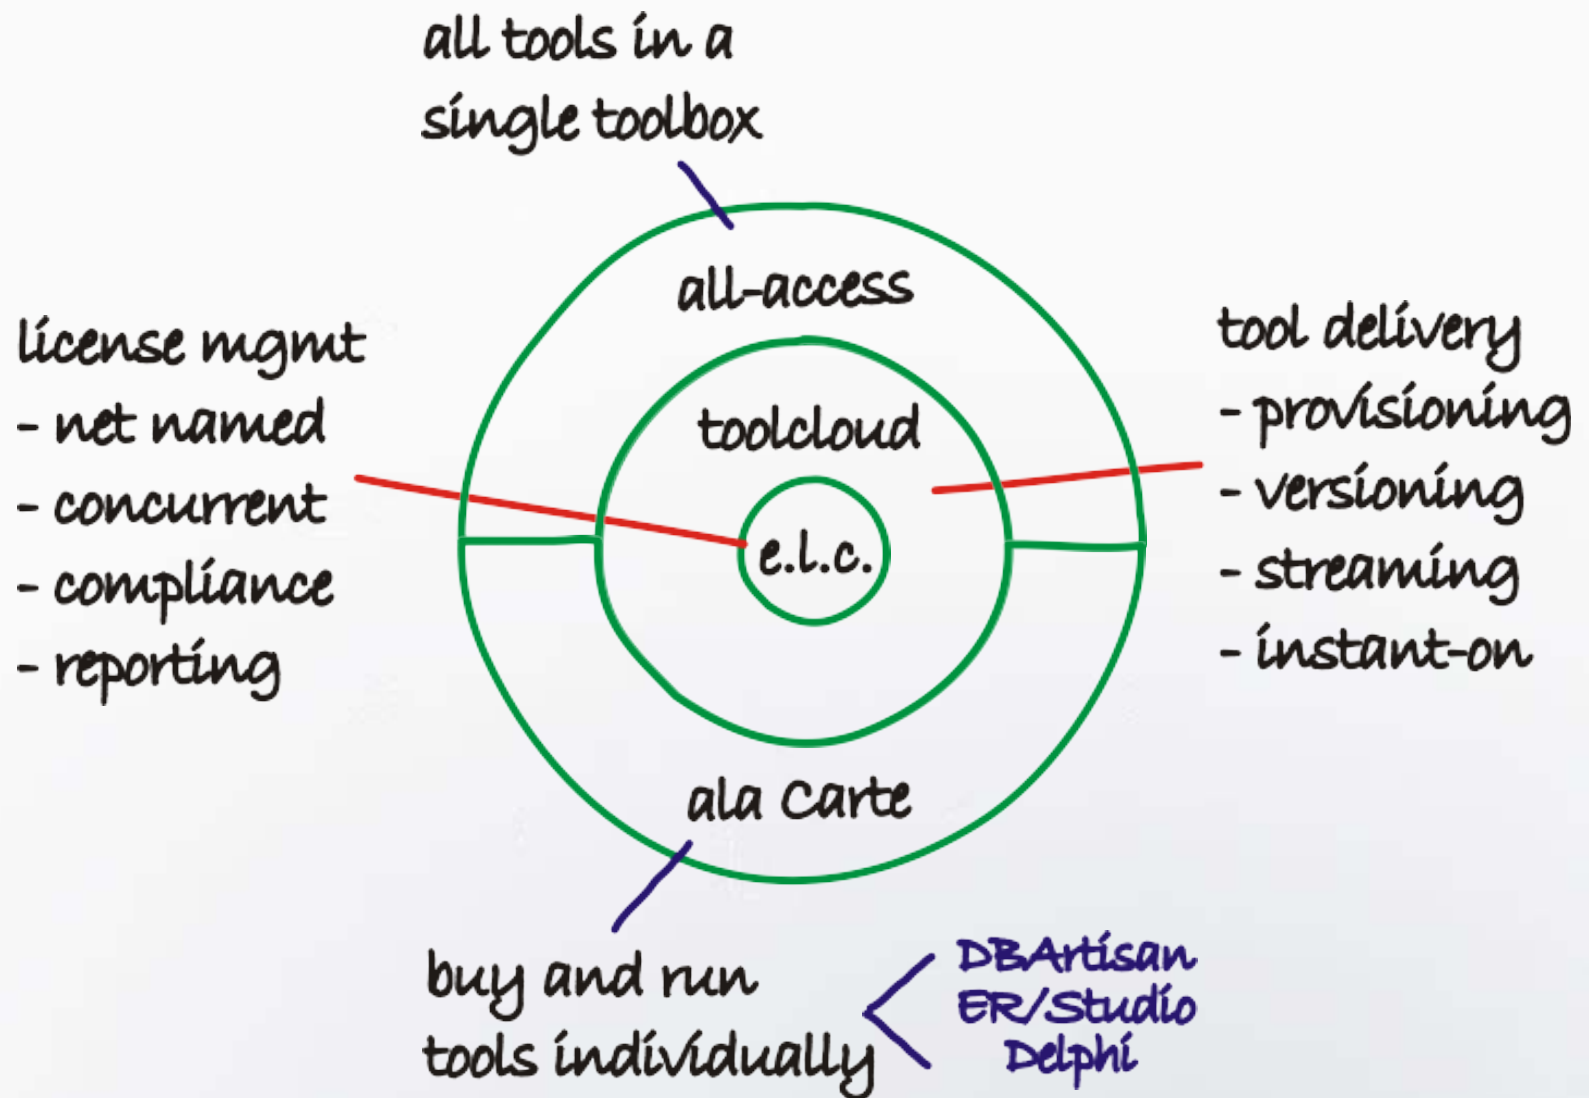 all tools in a
single toolbox
all-access
license mgmt
- net named
- concurrent
- compliance
- reporting
toolcloud
e.l.c.
tool delivery
- provisioning
- versioning
- streaming
- instant-on
ala Carte
buy and run
tools individually
DBArtisan
ER/Studio
Delphi